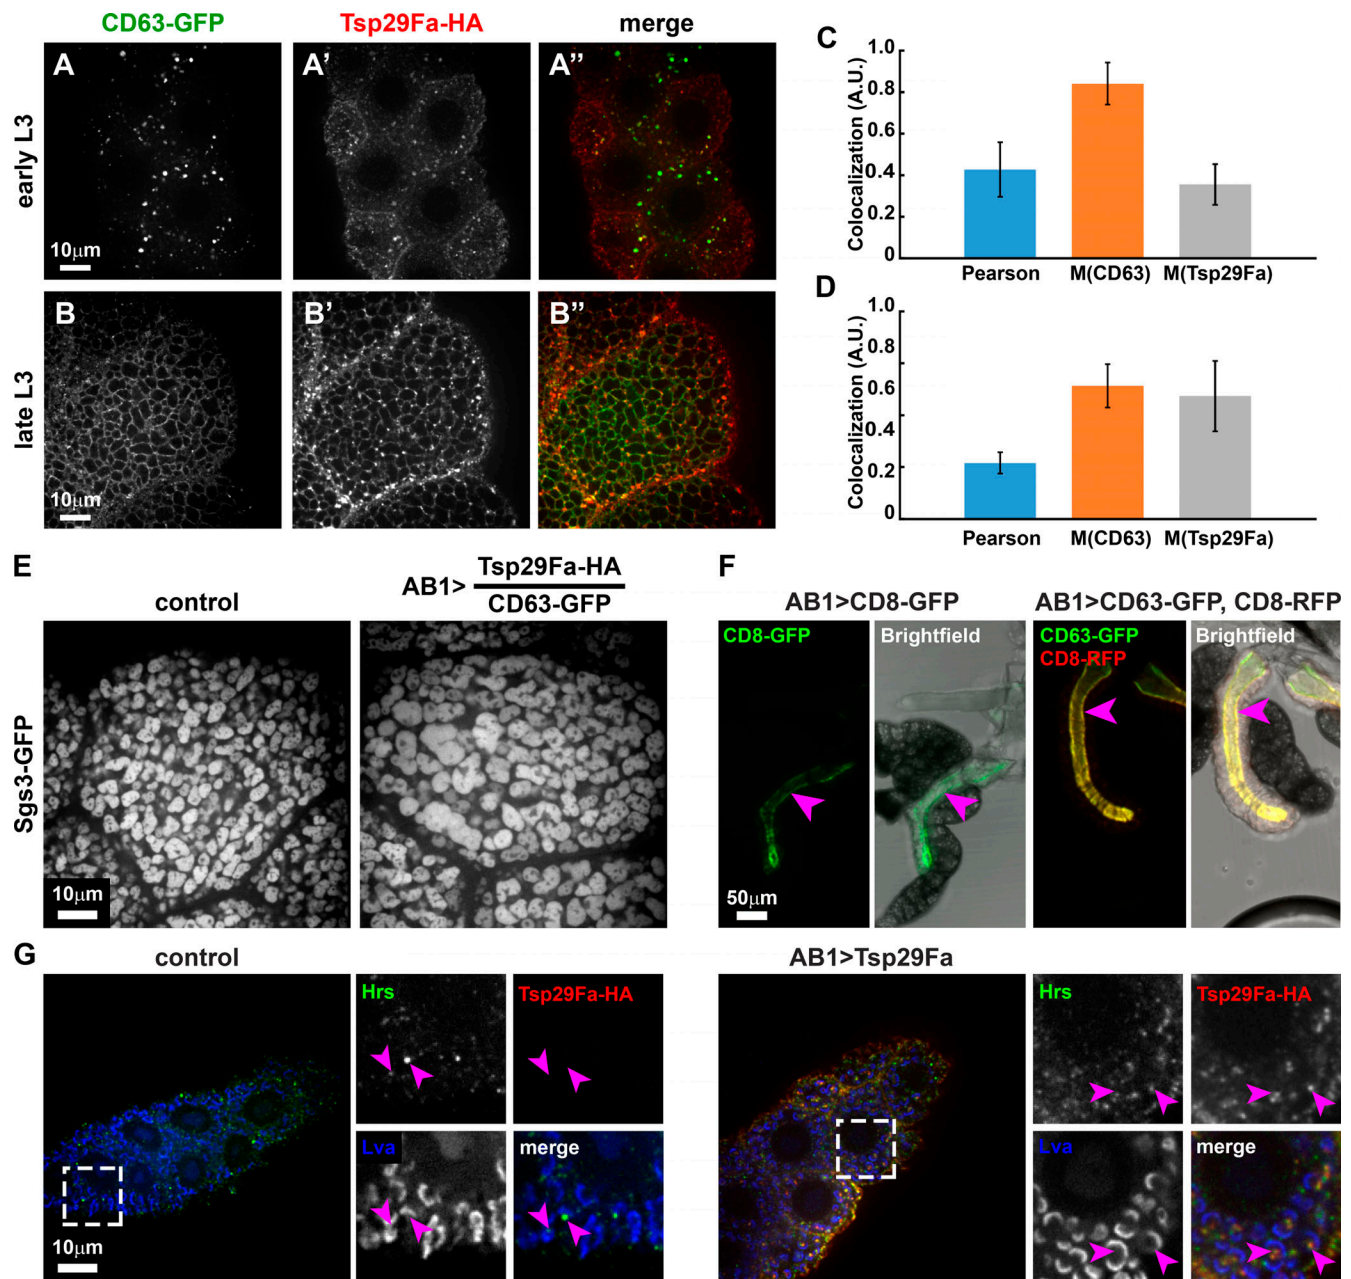 CD63-GFP
Tsp29Fa-HA
merge
early L3
A
A'
A''
10µm
late L3
B
B'
B''
10µm
C
Colocalization (A.U.)
1.0
0.8
0.6
0.4
0.2
0
Pearson
M(CD63)
M(Tsp29Fa)
D
Colocalization (A.U.)
1.0
0.8
0.6
0.4
0.2
0
Pearson
M(CD63)
M(Tsp29Fa)
E
control
AB1>
Tsp29Fa-HA
CD63-GFP
Sgs3-GFP
10µm
F
AB1>CD8-GFP
AB1>CD63-GFP, CD8-RFP
CD8-GFP
Brightfield
CD63-GFP
CD8-RFP
Brightfield
50µm
G
control
AB1>Tsp29Fa
Hrs
Tsp29Fa-HA
Lva
merge
10µm
Hrs
Tsp29Fa-HA
Lva
merge